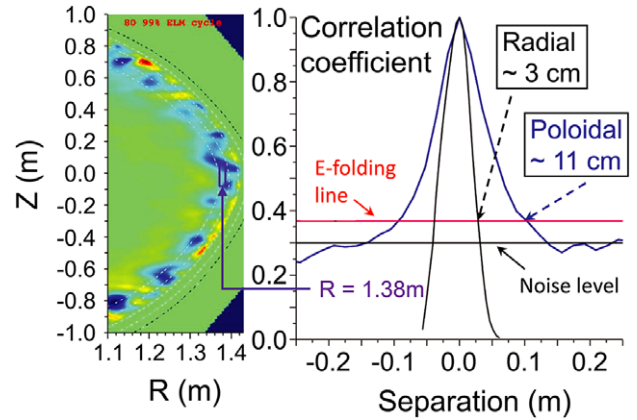 80 99% ELM cycle
1.0
0.8
0.6
0.4
0.2
0.0
-0.2
-0.4
-0.6
-0.8
-1.0
Z (m)
1.1 1.2 1.3 1.4
R (m)
R = 1.38m
Correlation
coefficient
1.0
0.8
0.6
0.4
0.2
0.0
Radial
~ 3 cm
Poloidal
~ 11 cm
E-folding
line
Noise level
-0.2 -0.1 0.0 0.1 0.2
Separation (m)